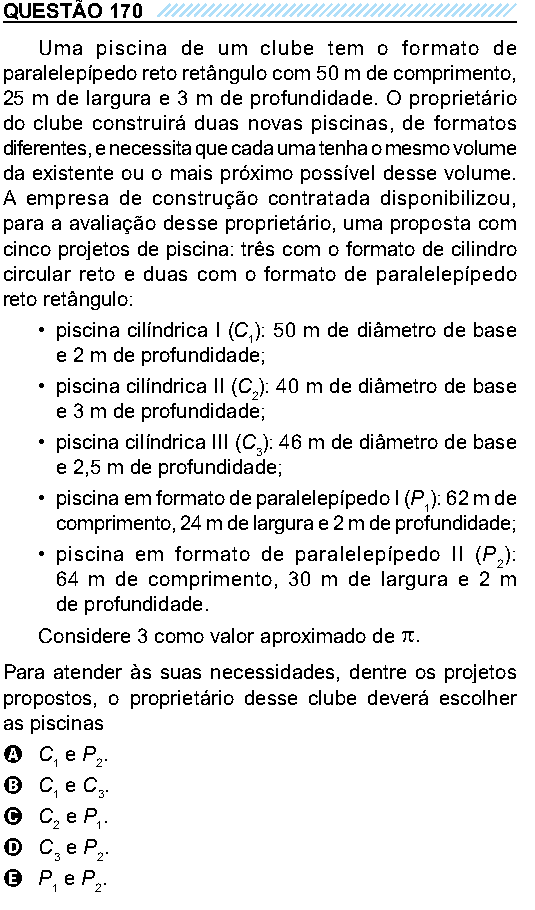 QUESTÃO 170
Uma piscina de um clube tem o formato de
paralelepípedo reto retângulo com 50 m de comprimento,
25 m de largura e 3 m de profundidade. O proprietário
do clube construirá duas novas piscinas, de formatos
diferentes, e necessita que cada uma tenha o mesmo volume
da existente ou o mais próximo possível desse volume.
A empresa de construção contratada disponibilizou,
para a avaliação desse proprietário, uma proposta com
cinco projetos de piscina: três com o formato de cilindro
circular reto e duas com o formato de paralelepípedo
reto retângulo:
• piscina cilíndrica I (C₁): 50 m de diâmetro de base
e 2 m de profundidade;
• piscina cilíndrica II (C₂): 40 m de diâmetro de base
e 3 m de profundidade;
• piscina cilíndrica III (C₃): 46 m de diâmetro de base
e 2,5 m de profundidade;
• piscina em formato de paralelepípedo I (P₁): 62 m de
comprimento, 24 m de largura e 2 m de profundidade;
• piscina em formato de paralelepípedo II (P₂):
64 m de comprimento, 30 m de largura e 2 m
de profundidade.
Considere 3 como valor aproximado de π.
Para atender às suas necessidades, dentre os projetos
propostos, o proprietário desse clube deverá escolher
as piscinas
A C₁ e P₂.
B C₁ e C₃.
C C₂ e P₁.
D C₃ e P₂.
E P₁ e P₂.